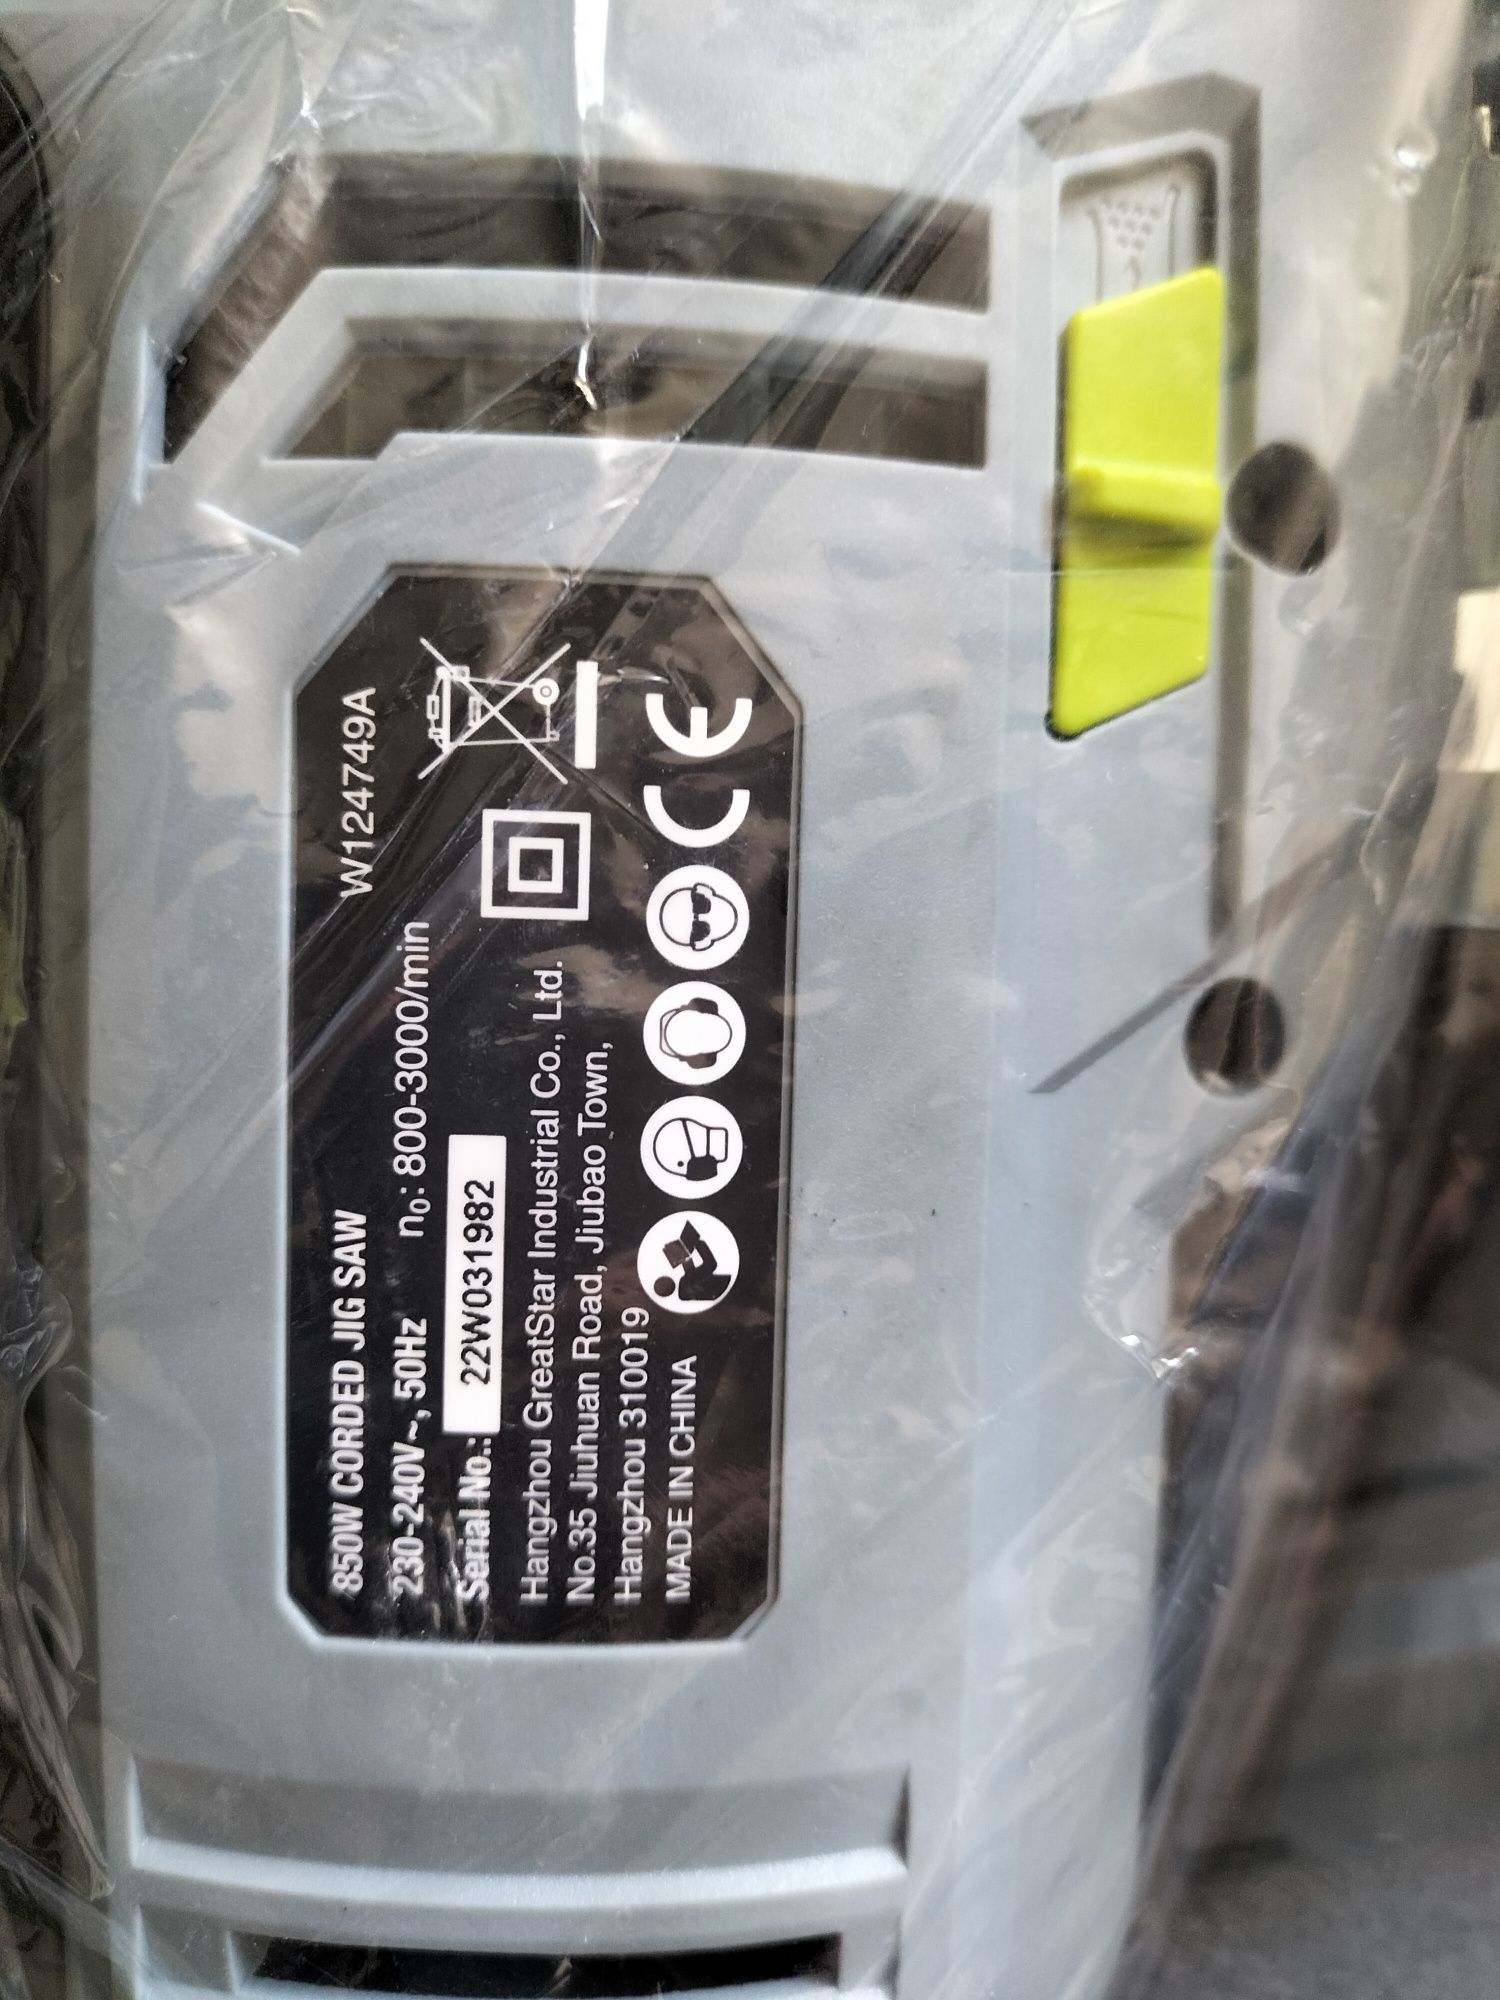 850W CORDED JIG SAW W124749A
230-240V~, 50Hz n₀: 800-3000/min
Serial No.: 22W031982
Hangzhou GreatStar Industrial Co., Ltd.
No.35 Jiuhuan Road, Jiubao Town,
Hangzhou 310019
MADE IN CHINA
CE